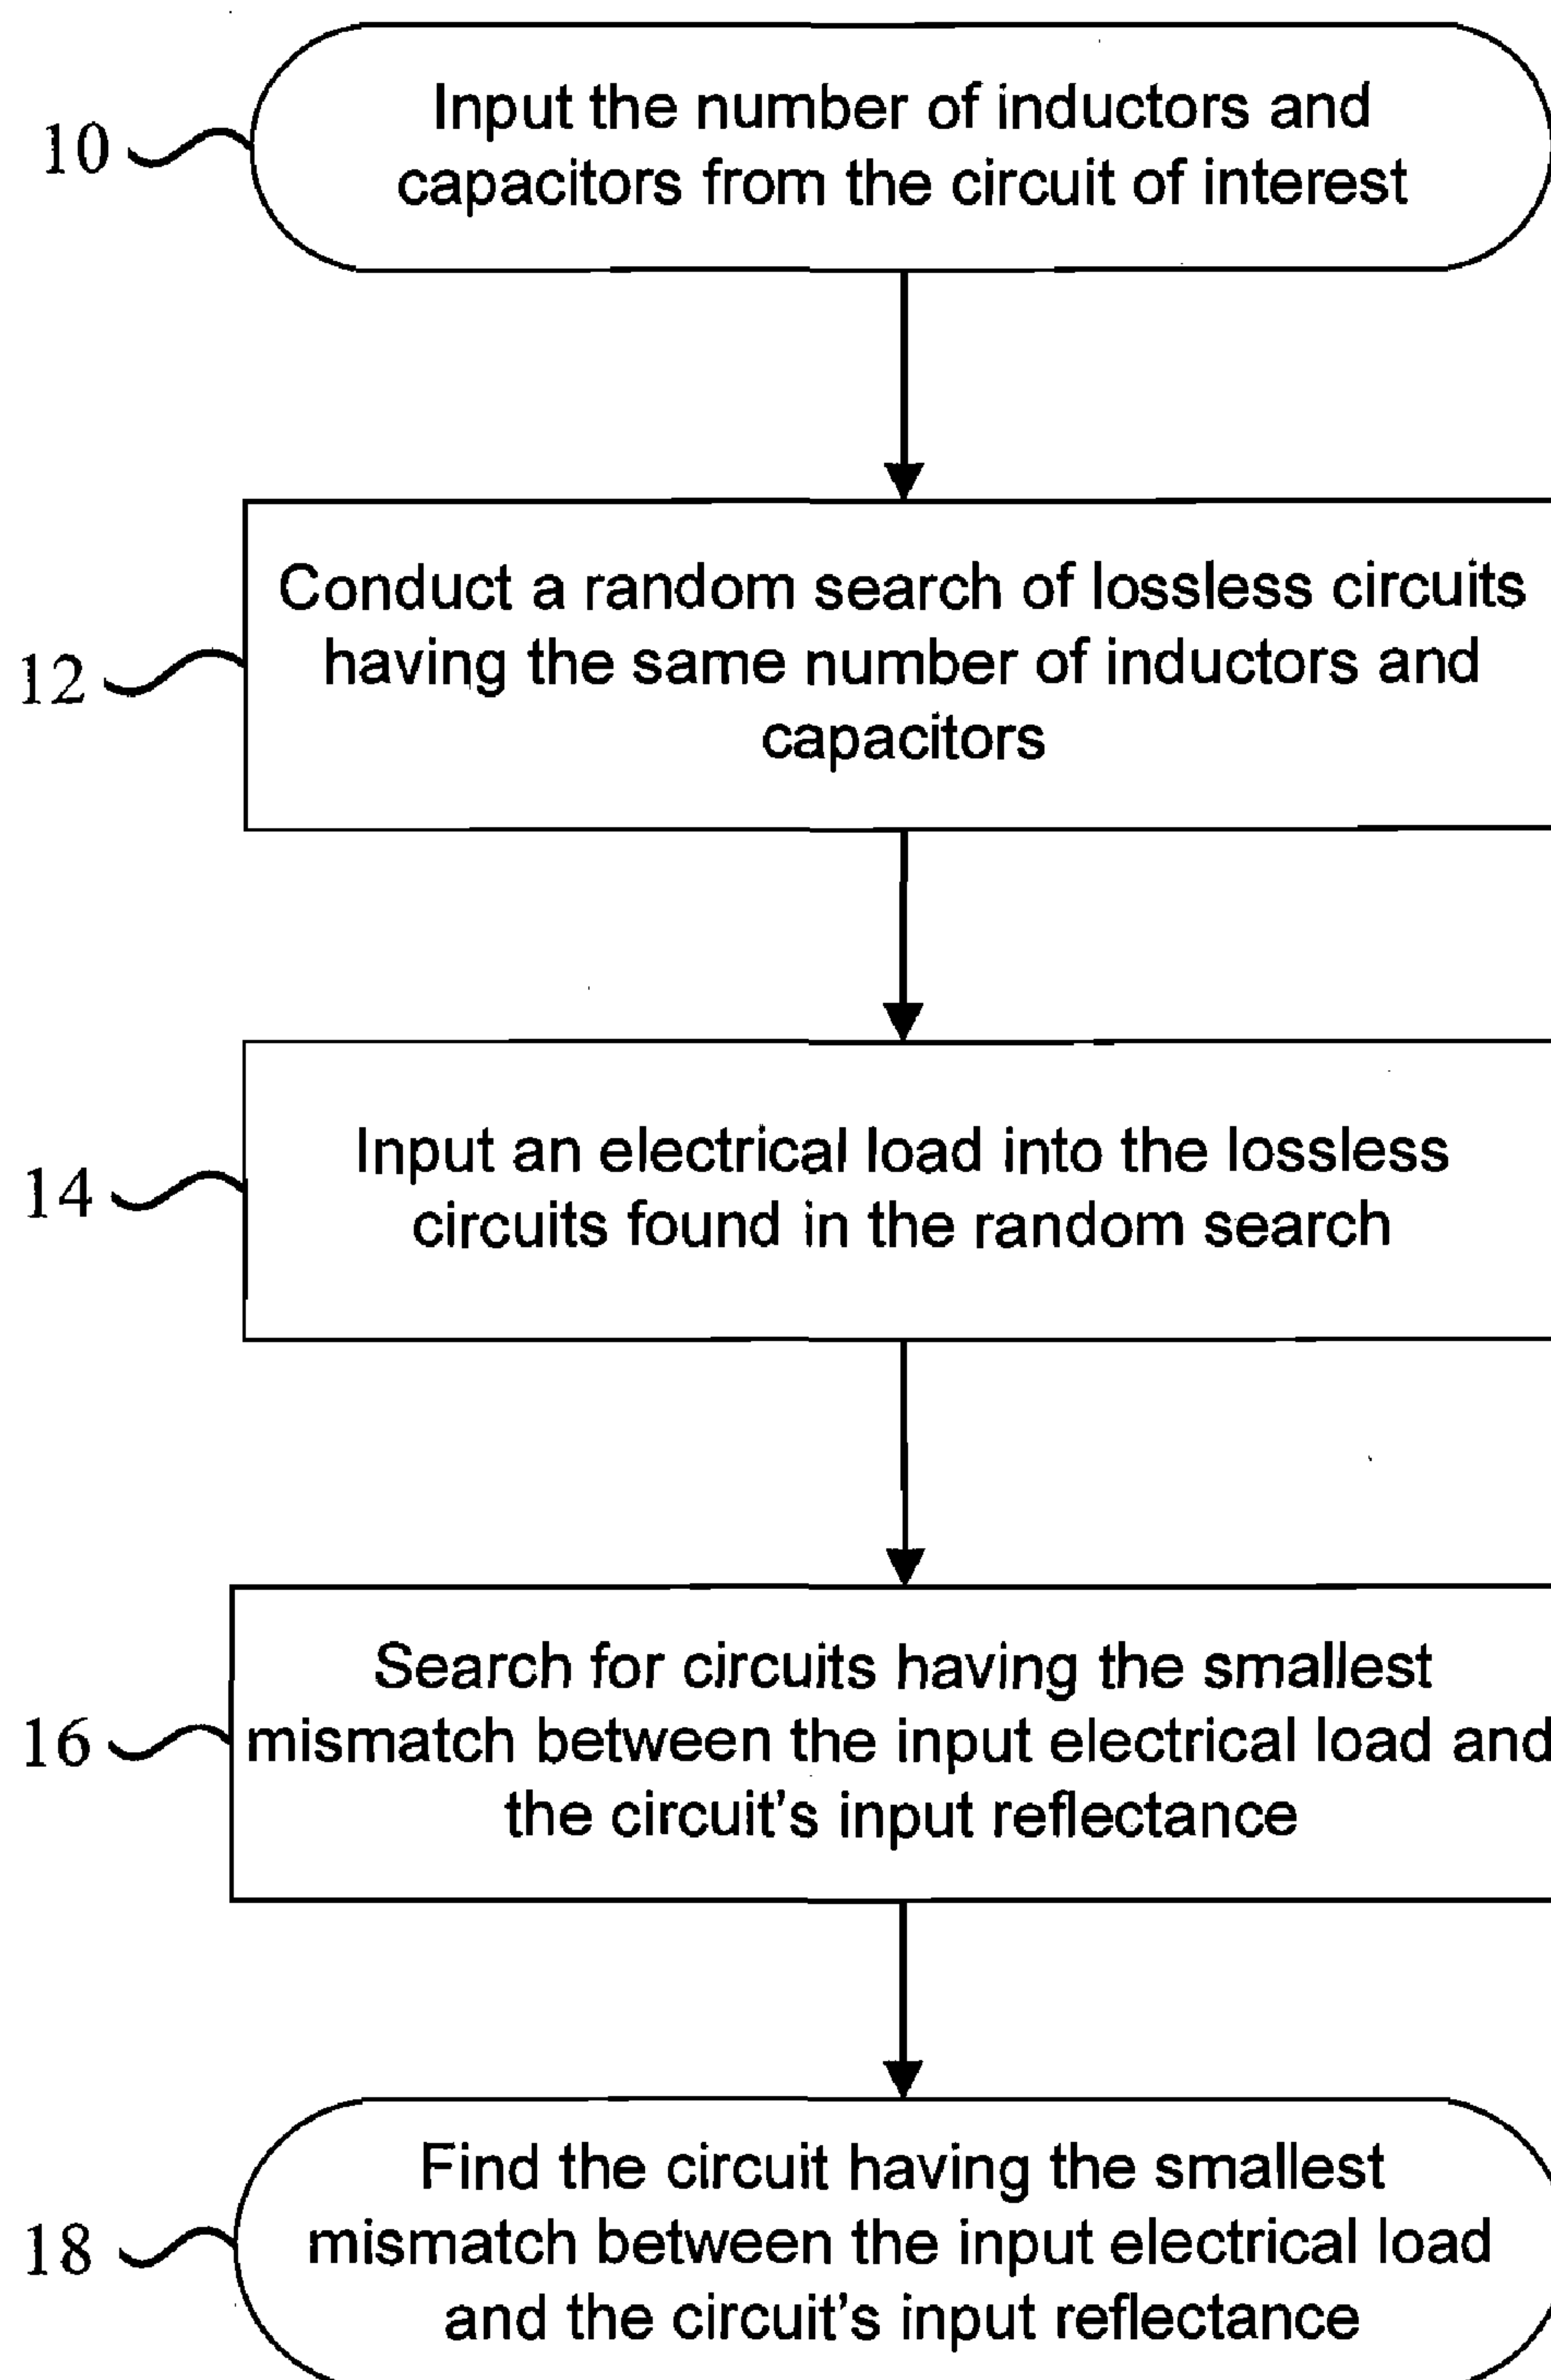 Input the number of inductors and
capacitors from the circuit of interest
10
Conduct a random search of lossless circuits
having the same number of inductors and
capacitors
12
Input an electrical load into the lossless
circuits found in the random search
14
Search for circuits having the smallest
mismatch between the input electrical load and
the circuit's input reflectance
16
Find the circuit having the smallest
mismatch between the input electrical load
and the circuit's input reflectance
18